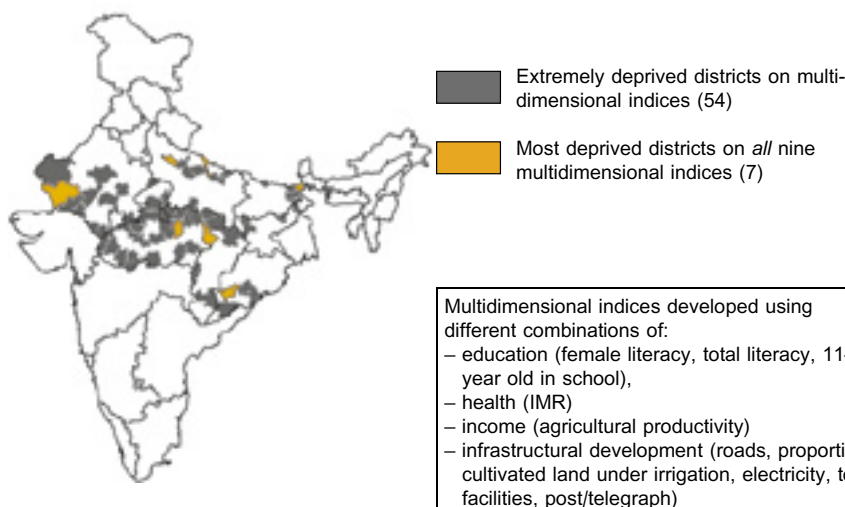 Extremely deprived districts on multi-
dimensional indices (54)
Most deprived districts on all nine
multidimensional indices (7)
Multidimensional indices developed using
different combinations of:
– education (female literacy, total literacy, 11-
year old in school),
– health (IMR)
– income (agricultural productivity)
– infrastructural development (roads,
cultivated land under irrigation, electricity,
facilities, post/telegraph)